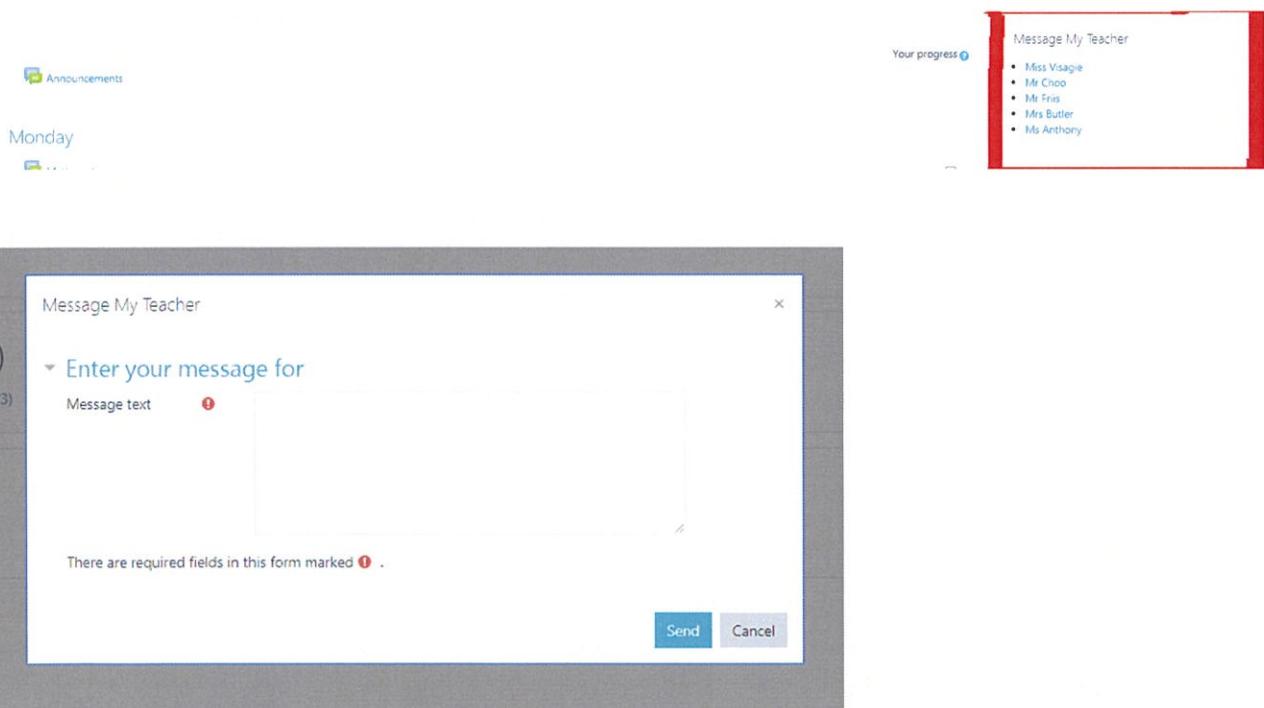 Your progress
Message My Teacher
Announcements
Miss Visagie
Mr Choo
Mr Friis
Mrs Butler
Ms Anthony
Monday
Message My Teacher
×
Enter your message for
3)
Message text
There are required fields in this form marked .
Send
Cancel